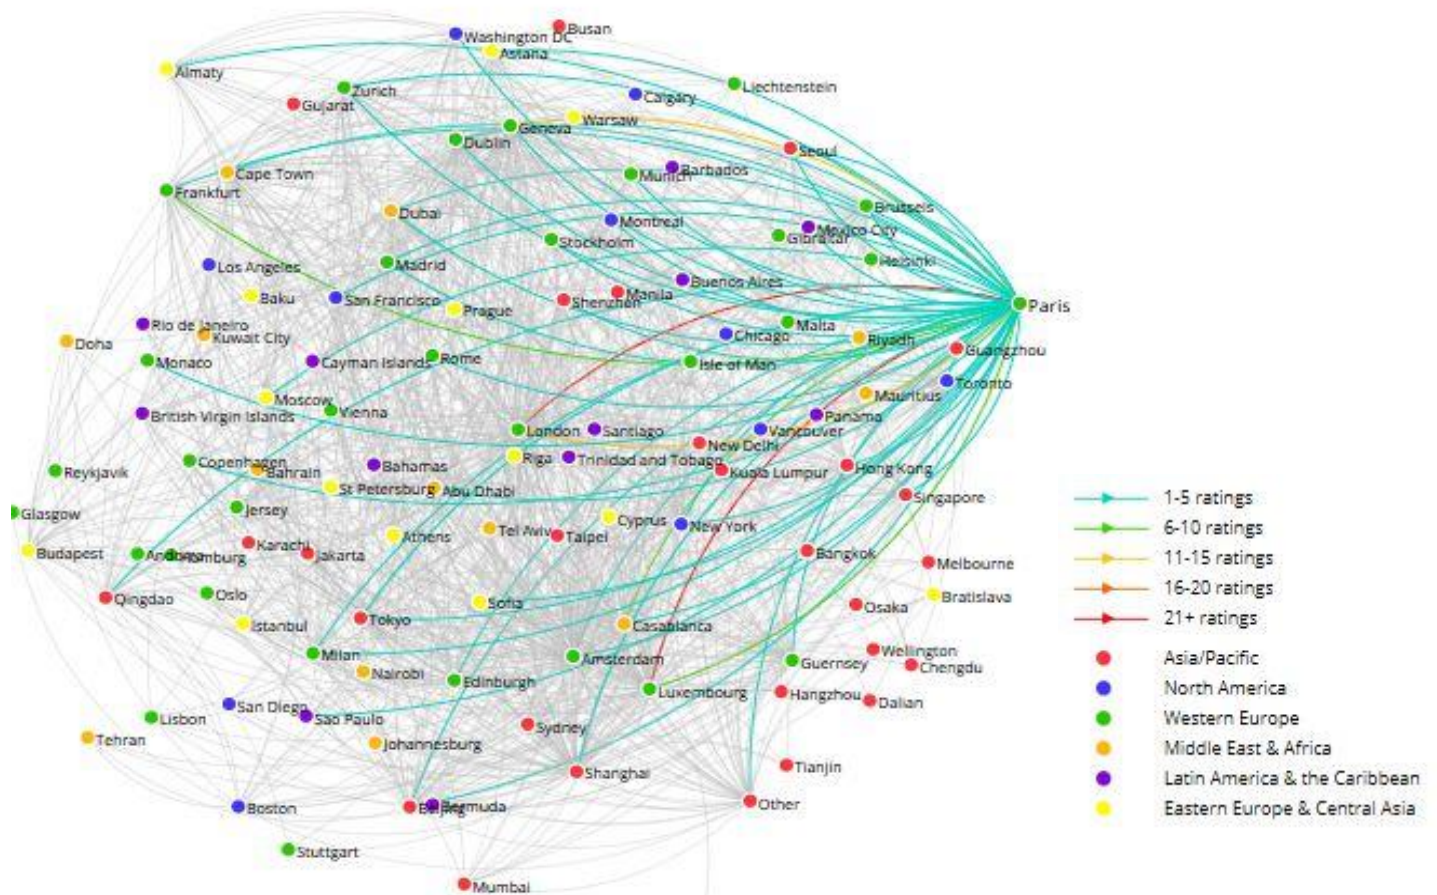 Washington DC
Busan
Astana
Almaty
Zurich
Liechtenstein
Gujarat
Calgary
Warsaw
Geneva
Dublin
Seoul
Cape Town
Munich
Barbados
Frankfurt
Dubai
Brussels
Montreal
Mexico City
Stockholm
Gibraltar
Madrid
Helsinki
Los Angeles
Buenos Aires
Baku
San Francisco
Shenzhen
Manila
Paris
Prague
Rio de Janeiro
Kuwait City
Malta
Doha
Chicago
Riyadh
Guangzhou
Monaco
Cayman Islands
Rome
Isle of Man
Toronto
Moscow
Mauritius
British Virgin Islands
Vienna
Panama
London
Santiago
Vancouver
New Delhi
Reykjavik
Copenhagen
Bahrain
Bahamas
Riga
Trinidad and Tobago
Kuala Lumpur
Hong Kong
St Petersburg
Abu Dhabi
Singapore
Glasgow
Jersey
Cyprus
New York
Tel Aviv
Taipei
Athens
Budapest
Andorra
Hamburg
Karachi
Jakarta
Bangkok
Melbourne
Qingdao
Oslo
Sofia
Osaka
Bratislava
Istanbul
Tokyo
Casablanca
Milan
Amsterdam
Guernsey
Wellington
Chengdu
Nairobi
Edinburgh
Luxembourg
Hangzhou
Dalian
San Diego
Sao Paulo
Lisbon
Sydney
Tehran
Johannesburg
Shanghai
Tianjin
Boston
Beijing
Bermuda
Other
Stuttgart
Mumbai
1-5 ratings
6-10 ratings
11-15 ratings
16-20 ratings
21+ ratings
Asia/Pacific
North America
Western Europe
Middle East & Africa
Latin America & the Caribbean
Eastern Europe & Central Asia